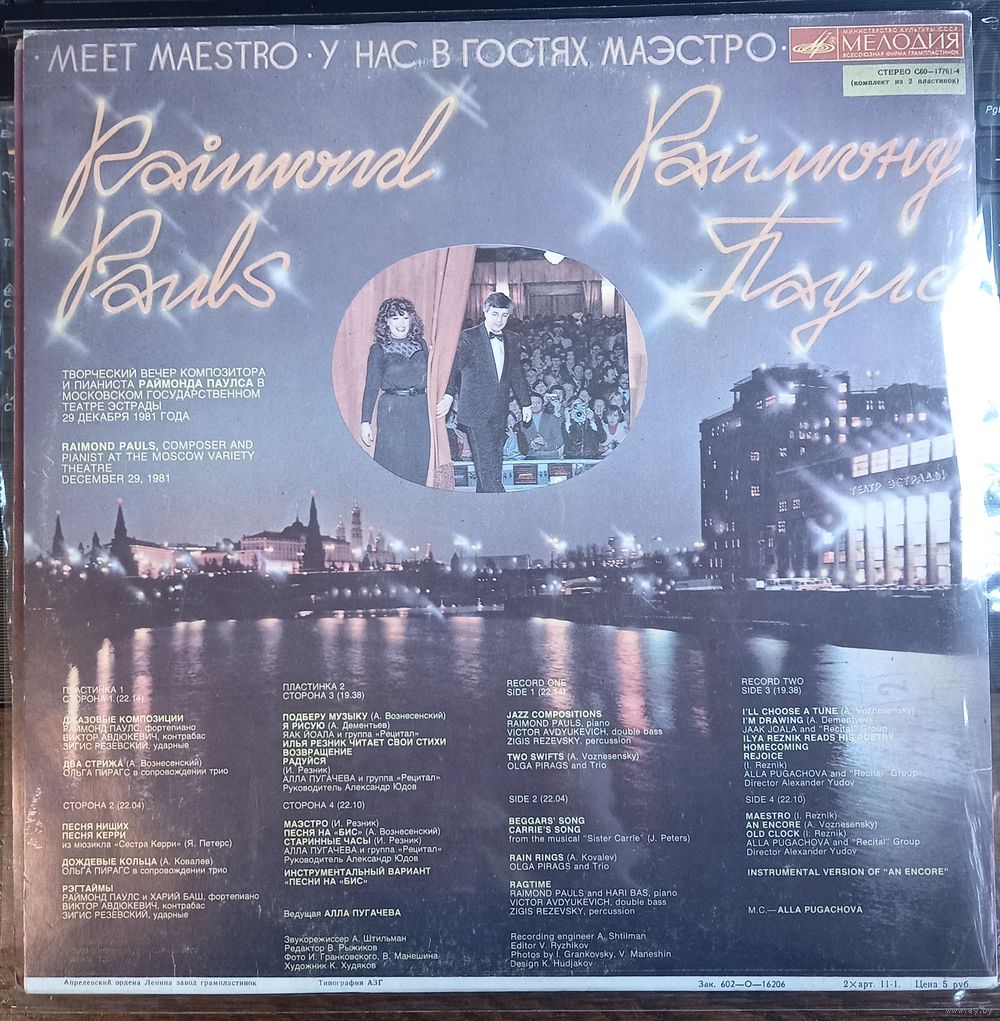 · MEET MAESTRO · У НАС В ГОСТЯХ МАЭСТРО ·
МИНИСТЕРСТВО КУЛЬТУРЫ СССР
МЕЛОДИЯ
ВСЕСОЮЗНАЯ ФИРМА ГРАМПЛАСТИНОК
СТЕРЕО С60—17761-4
(комплект из 2 пластинок)
Raimond
Pauls
Раймонд
Паулс
ТВОРЧЕСКИЙ ВЕЧЕР КОМПОЗИТОРА
И ПИАНИСТА РАЙМОНДА ПАУЛСА В
МОСКОВСКОМ ГОСУДАРСТВЕННОМ
ТЕАТРЕ ЭСТРАДЫ
29 ДЕКАБРЯ 1981 ГОДА
RAIMOND PAULS, COMPOSER AND
PIANIST AT THE MOSCOW VARIETY
THEATRE
DECEMBER 29, 1981
ТЕАТР ЭСТРАДЫ
ПЛАСТИНКА 1
СТОРОНА 1 (22.14)
ДЖАЗОВЫЕ КОМПОЗИЦИИ
РАЙМОНД ПАУЛС, фортепиано
ВИКТОР АВДЮКЕВИЧ, контрабас
ЗИГИС РЕЗЕВСКИЙ, ударные
ДВА СТРИЖА (А. Вознесенский)
ОЛЬГА ПИРАГС в сопровождении трио
СТОРОНА 2 (22.04)
ПЕСНЯ НИЩИХ
ПЕСНЯ КЕРРИ
из мюзикла «Сестра Керри» (Я. Петерс)
ДОЖДЕВЫЕ КОЛЬЦА (А. Ковалев)
ОЛЬГА ПИРАГС в сопровождении трио
РЭГТАЙМЫ
РАЙМОНД ПАУЛС и ХАРИЙ БАШ, фортепиано
ВИКТОР АВДЮКЕВИЧ, контрабас
ЗИГИС РЕЗЕВСКИЙ, ударные
ПЛАСТИНКА 2
СТОРОНА 3 (19.38)
ПОДБЕРУ МУЗЫКУ (А. Вознесенский)
Я РИСУЮ (А. Дементьев)
ЯАК ЙОАЛА и группа «Рецитал»
ИЛЬЯ РЕЗНИК ЧИТАЕТ СВОИ СТИХИ
ВОЗВРАЩЕНИЕ
РАДУЙСЯ
(И. Резник)
АЛЛА ПУГАЧЕВА и группа «Рецитал»
Руководитель Александр Юдов
СТОРОНА 4 (22.10)
МАЭСТРО (И. Резник)
ПЕСНЯ НА «БИС» (А. Вознесенский)
СТАРИННЫЕ ЧАСЫ (И. Резник)
АЛЛА ПУГАЧЕВА и группа «Рецитал»
Руководитель Александр Юдов
ИНСТРУМЕНТАЛЬНЫЙ ВАРИАНТ
«ПЕСНИ НА «БИС»
Ведущая АЛЛА ПУГАЧЕВА
Звукорежиссер А. Штильман
Редактор В. Рыжиков
Фото И. Гранковского, В. Манешина
Художник К. Худяков
RECORD ONE
SIDE 1 (22.14)
JAZZ COMPOSITIONS
RAIMOND PAULS, piano
VICTOR AVDYUKEVICH, double bass
ZIGIS REZEVSKY, percussion
TWO SWIFTS (A. Voznesensky)
OLGA PIRAGS and Trio
SIDE 2 (22.04)
BEGGARS' SONG
CARRIE'S SONG
from the musical "Sister Carrie" (J. Peters)
RAIN RINGS (A. Kovalev)
OLGA PIRAGS and Trio
RAGTIME
RAIMOND PAULS and HARI BAS, piano
VICTOR AVDYUKEVICH, double bass
ZIGIS REZEVSKY, percussion
Recording engineer A. Shtilman
Editor V. Ryzhikov
Photos by I. Grankovsky, V. Maneshin
Design K. Hudjakov
RECORD TWO
SIDE 3 (19.38)
I'LL CHOOSE A TUNE (A. Voznesensky)
I'M DRAWING (A. Dementyev)
JAAK JOALA and "Recital" Group
ILYA REZNIK READS HIS POETRY
HOMECOMING
REJOICE
(I. Reznik)
ALLA PUGACHOVA and "Recital" Group
Director Alexander Yudov
SIDE 4 (22.10)
MAESTRO (I. Reznik)
AN ENCORE (A. Voznesensky)
OLD CLOCK (I. Reznik)
ALLA PUGACHOVA and "Recital" Group
Director Alexander Yudov
INSTRUMENTAL VERSION OF "AN ENCORE"
M.C.—ALLA PUGACHOVA
Апрелевский ордена Ленина завод грампластинок Типография АЗГ Зак. 602—О—16206 2×арт. 11-1. Цена 5 руб.
www.ay.by